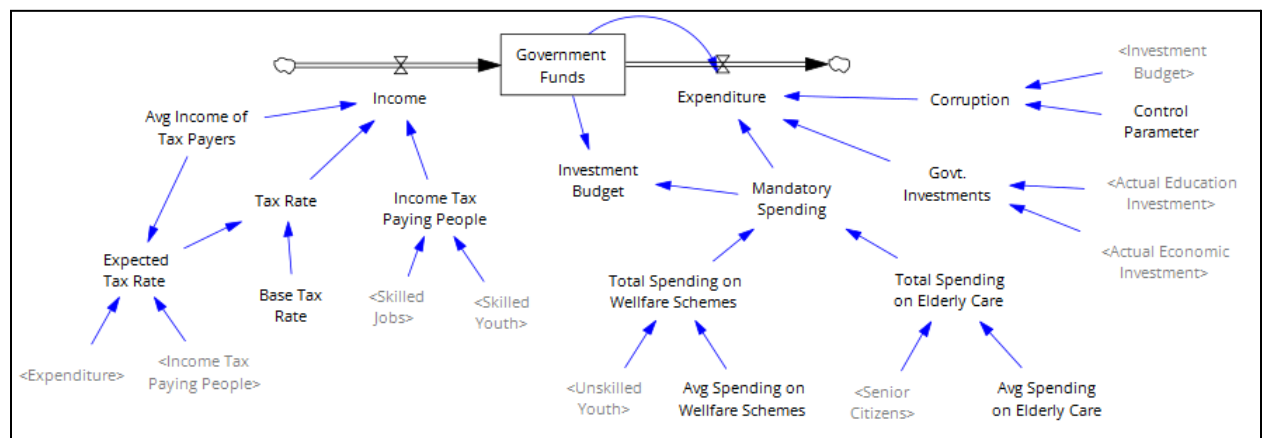 Government
Funds
Income
Expenditure
Corruption
<Investment
Budget>
Control
Parameter
Avg Income of
Tax Payers
Investment
Budget
Mandatory
Spending
Govt.
Investments
<Actual Education
Investment>
<Actual Economic
Investment>
Tax Rate
Income Tax
Paying People
Expected
Tax Rate
Base Tax
Rate
<Skilled
Jobs>
<Skilled
Youth>
Total Spending on
Wellfare Schemes
Total Spending
on Elderly Care
<Expenditure>
<Income Tax
Paying People>
<Unskilled
Youth>
Avg Spending on
Wellfare Schemes
<Senior
Citizens>
Avg Spending
on Elderly Care